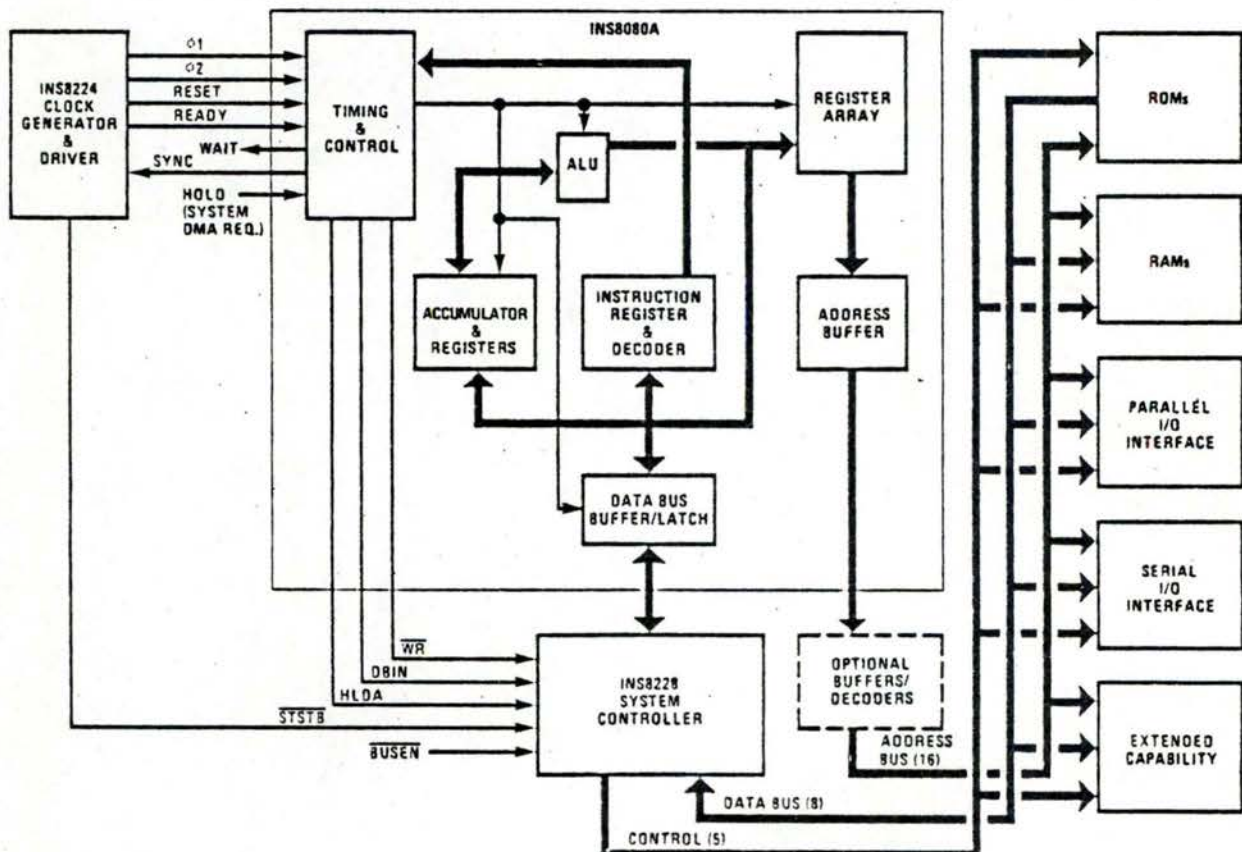 INS8080A
INS8224
CLOCK
GENERATOR
&
DRIVER
Φ1
Φ2
RESET
READY
WAIT
SYNC
HOLD
(SYSTEM
DMA REQ.)
TIMING
&
CONTROL
ALU
REGISTER
ARRAY
ACCUMULATOR
&
REGISTERS
INSTRUCTION
REGISTER
&
DECODER
ADDRESS
BUFFER
DATA BUS
BUFFER/LATCH
WR
DBIN
HLDA
STSTB
BUSEN
INS8228
SYSTEM
CONTROLLER
OPTIONAL
BUFFERS/
DECODERS
ADDRESS
BUS (16)
DATA BUS (8)
CONTROL (5)
ROMs
RAMs
PARALLEL
I/O
INTERFACE
SERIAL
I/O
INTERFACE
EXTENDED
CAPABILITY